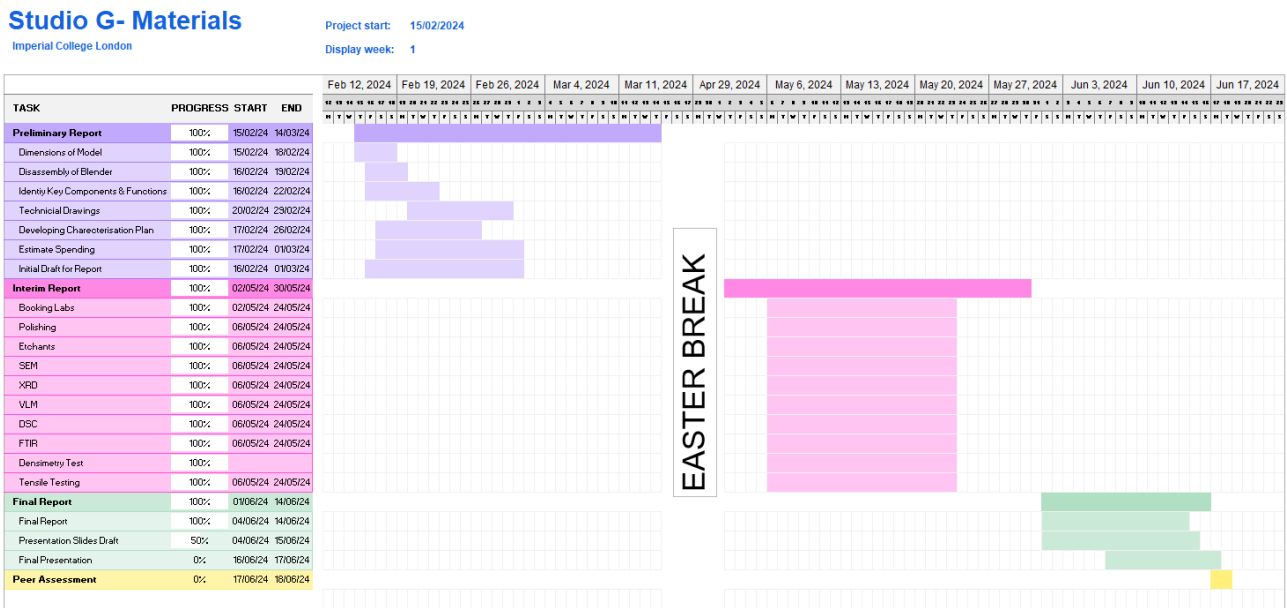 Studio G- Materials
Imperial College London
Project start: 15/02/2024
Display week: 1
Feb 12, 2024 Feb 19, 2024 Feb 26, 2024 Mar 4, 2024 Mar 11, 2024 Apr 29, 2024 May 6, 2024 May 13, 2024 May 20, 2024 May 27, 2024 Jun 3, 2024 Jun 10, 2024 Jun 17, 2024
TASK PROGRESS START END
Preliminary Report 100% 15/02/24 14/03/24
Dimensions of Model 100% 15/02/24 18/02/24
Disassembly of Blender 100% 16/02/24 19/02/24
Identiy Key Components & Functions 100% 16/02/24 22/02/24
Technicial Drawings 100% 20/02/24 29/02/24
Developing Charecterisation Plan 100% 17/02/24 26/02/24
Estimate Spending 100% 17/02/24 01/03/24
Initial Draft for Report 100% 16/02/24 01/03/24
Interim Report 100% 02/05/24 30/05/24
Booking Labs 100% 02/05/24 24/05/24
Polishing 100% 06/05/24 24/05/24
Etchants 100% 06/05/24 24/05/24
SEM 100% 06/05/24 24/05/24
XRD 100% 06/05/24 24/05/24
VLM 100% 06/05/24 24/05/24
DSC 100% 06/05/24 24/05/24
FTIR 100% 06/05/24 24/05/24
Densimetry Test 100%
Tensile Testing 100% 06/05/24 24/05/24
Final Report 100% 01/06/24 14/06/24
Final Report 100% 04/06/24 14/06/24
Presentation Slides Draft 50% 04/06/24 15/06/24
Final Presentation 0% 16/06/24 17/06/24
Peer Assessment 0% 17/06/24 18/06/24
EASTER BREAK